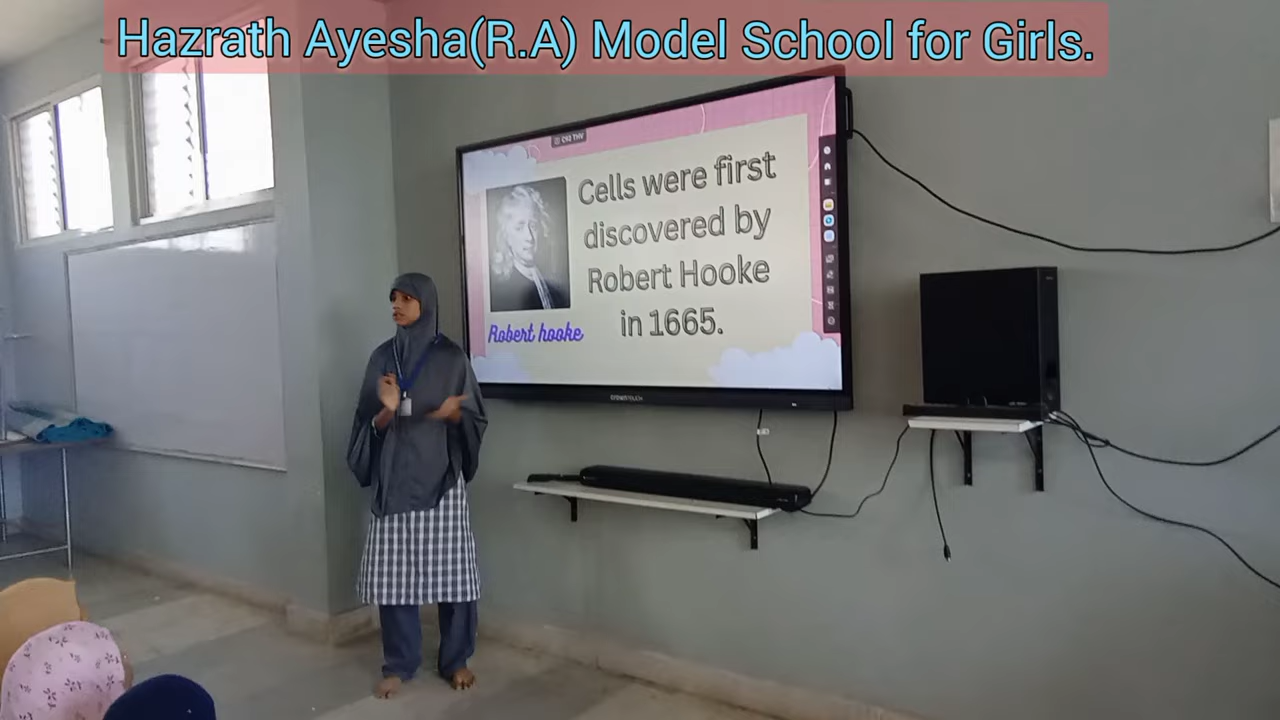 Hazrath Ayesha(R.A) Model School for Girls.
Cells were first
discovered by
Robert Hooke
in 1665.
Robert hooke